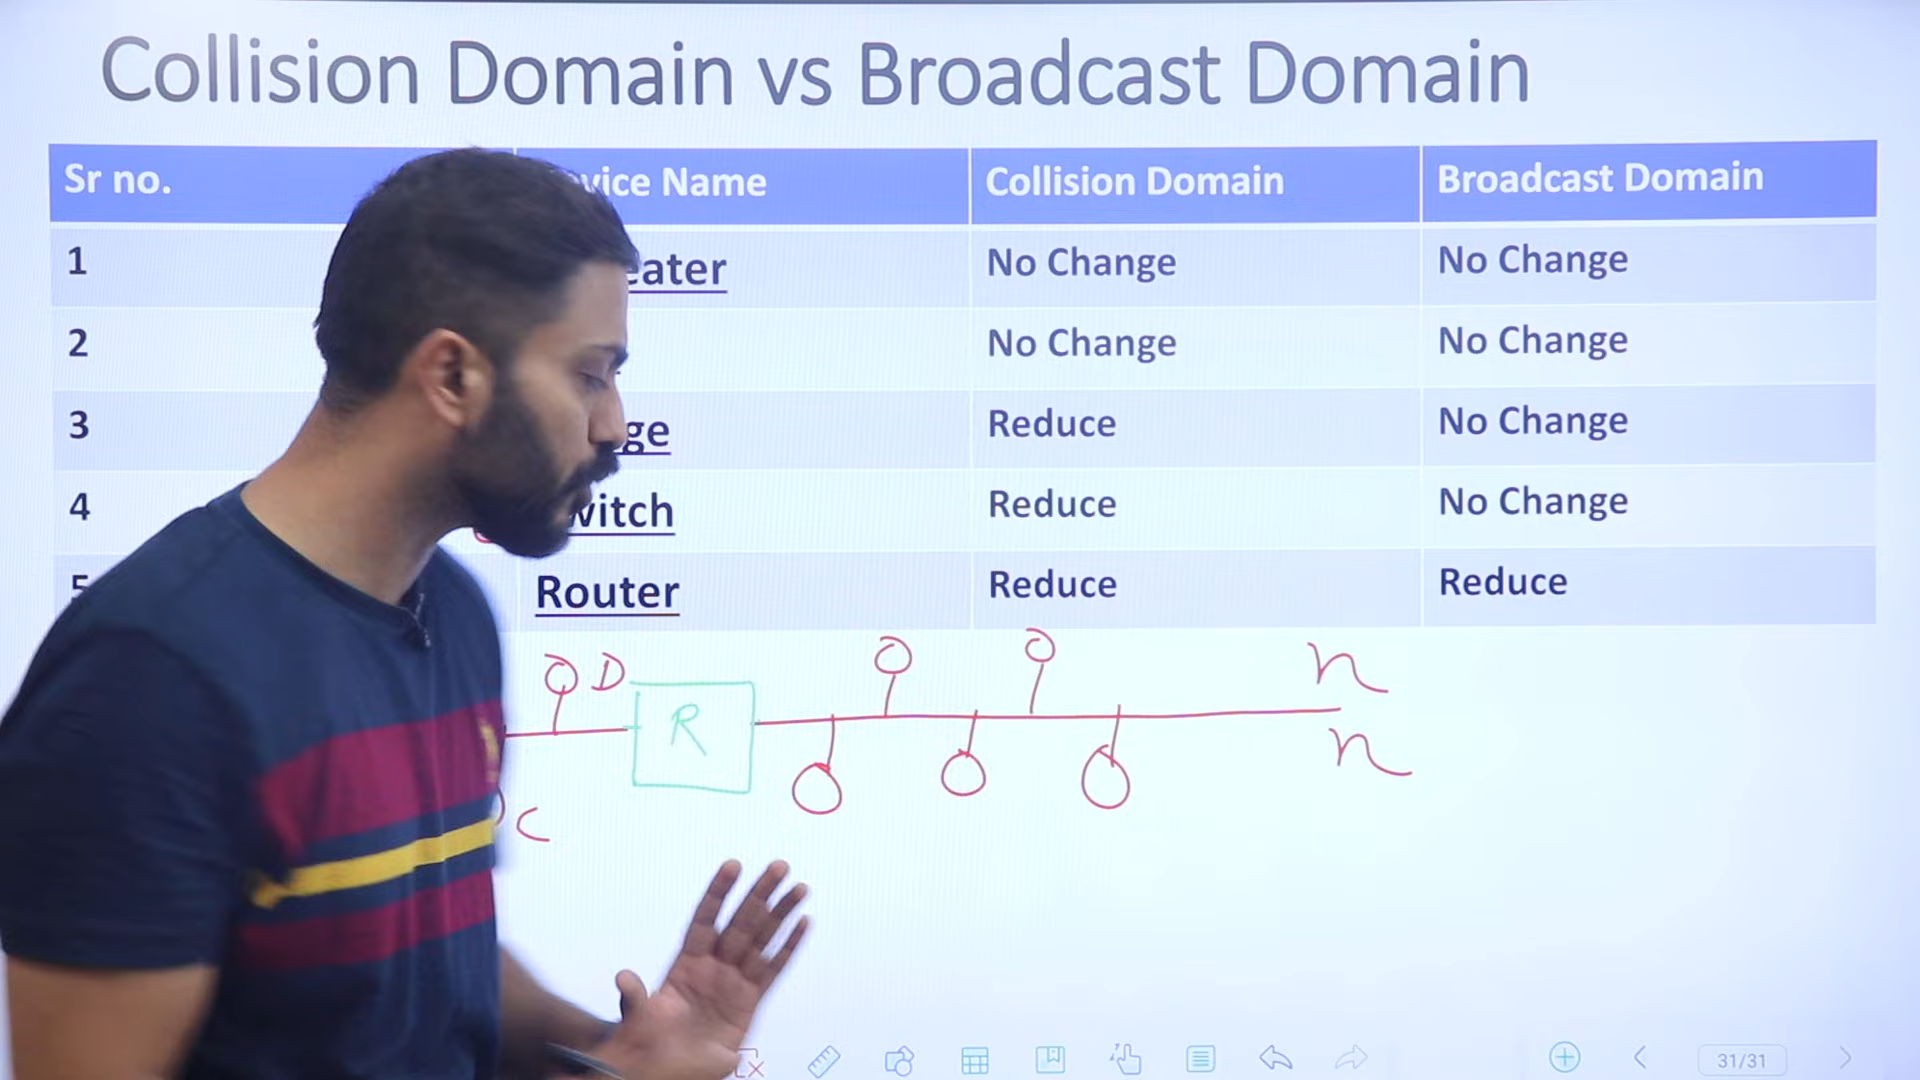 Collision Domain vs Broadcast Domain
Sr no. vice Name Collision Domain Broadcast Domain
1 eater No Change No Change
2 No Change No Change
3 ge Reduce No Change
4 witch Reduce No Change
5 Router Reduce Reduce
D n
R
n
C
31/31